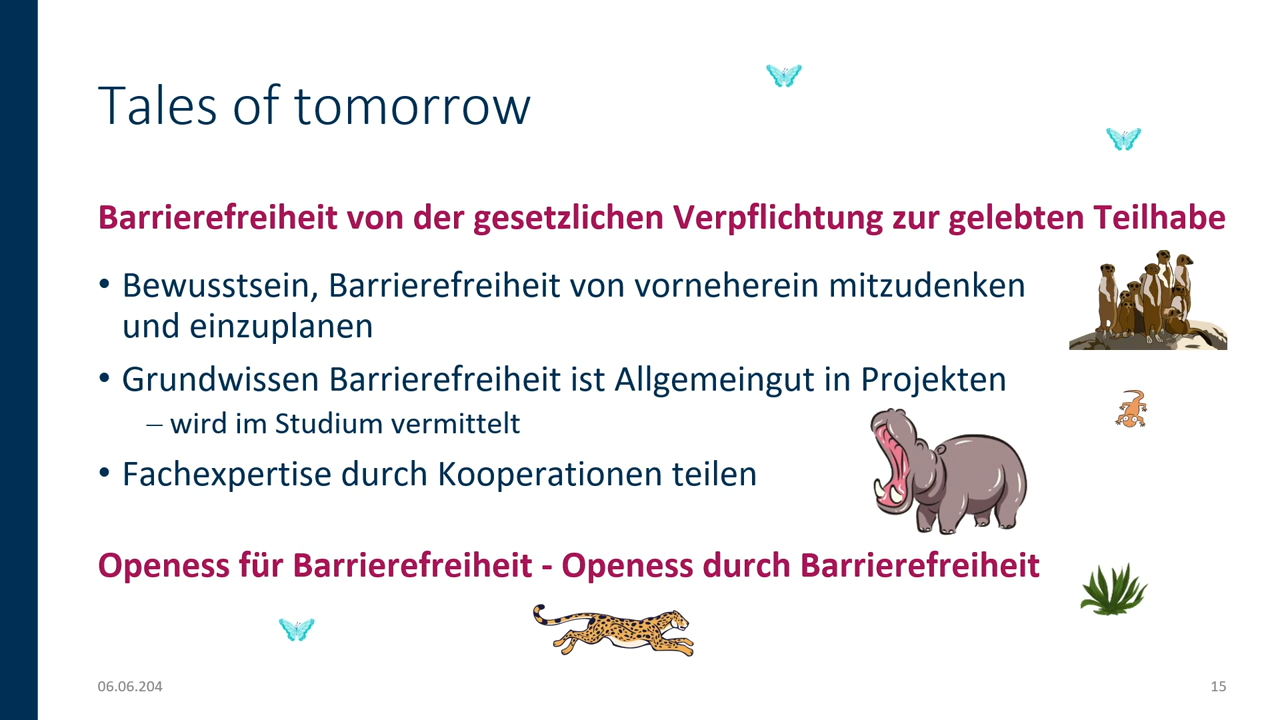 Tales of tomorrow
Barrierefreiheit von der gesetzlichen Verpflichtung zur gelebten Teilhabe
• Bewusstsein, Barrierefreiheit von vorneherein mitzudenken
und einzuplanen
• Grundwissen Barrierefreiheit ist Allgemeingut in Projekten
– wird im Studium vermittelt
• Fachexpertise durch Kooperationen teilen
Openess für Barrierefreiheit - Openess durch Barrierefreiheit
06.06.204
15